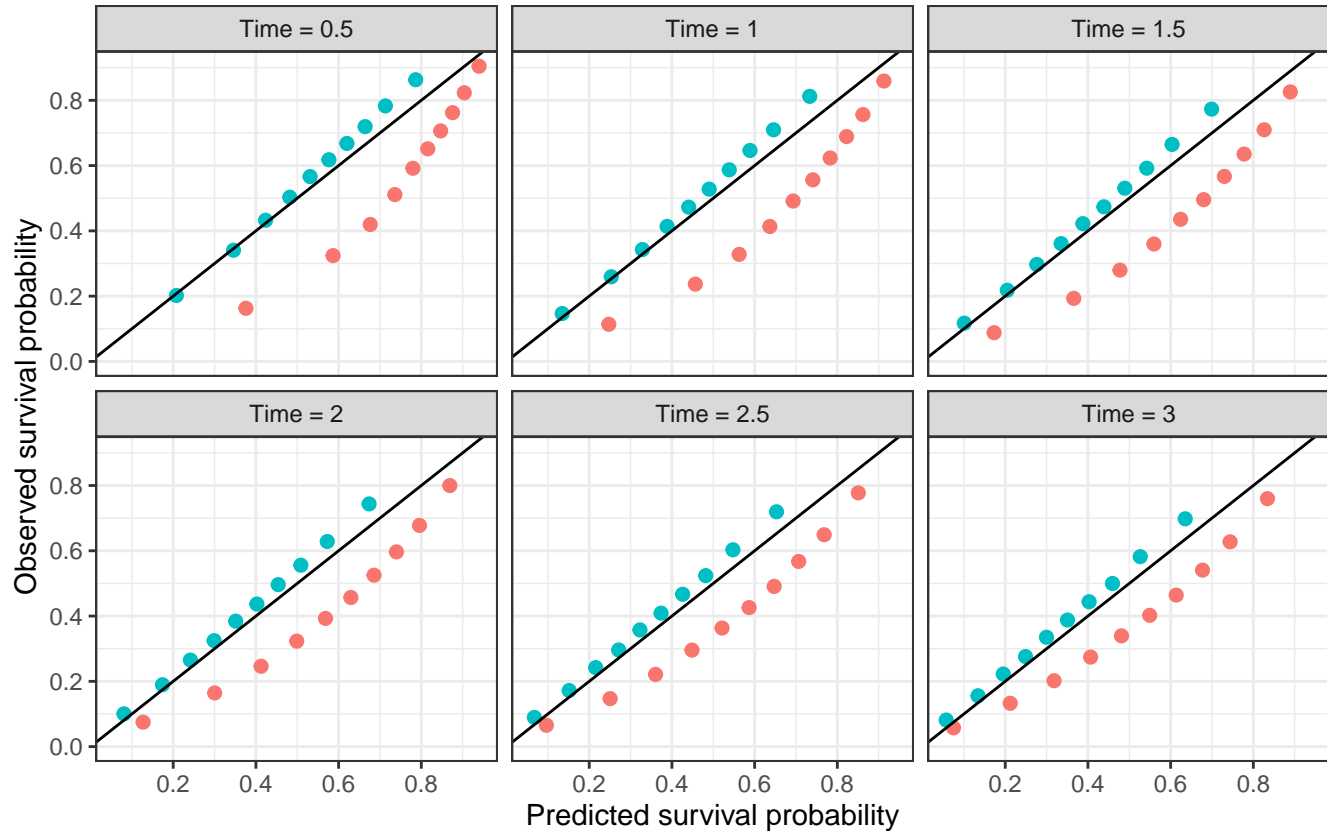 Time = 0.5
Time = 1
Time = 1.5
0.8
0.6
0.4
0.2
0.0
Observed survival probability
Time = 2
Time = 2.5
Time = 3
0.8
0.6
0.4
0.2
0.0
0.2 0.4 0.6 0.8
0.2 0.4 0.6 0.8
0.2 0.4 0.6 0.8
Predicted survival probability